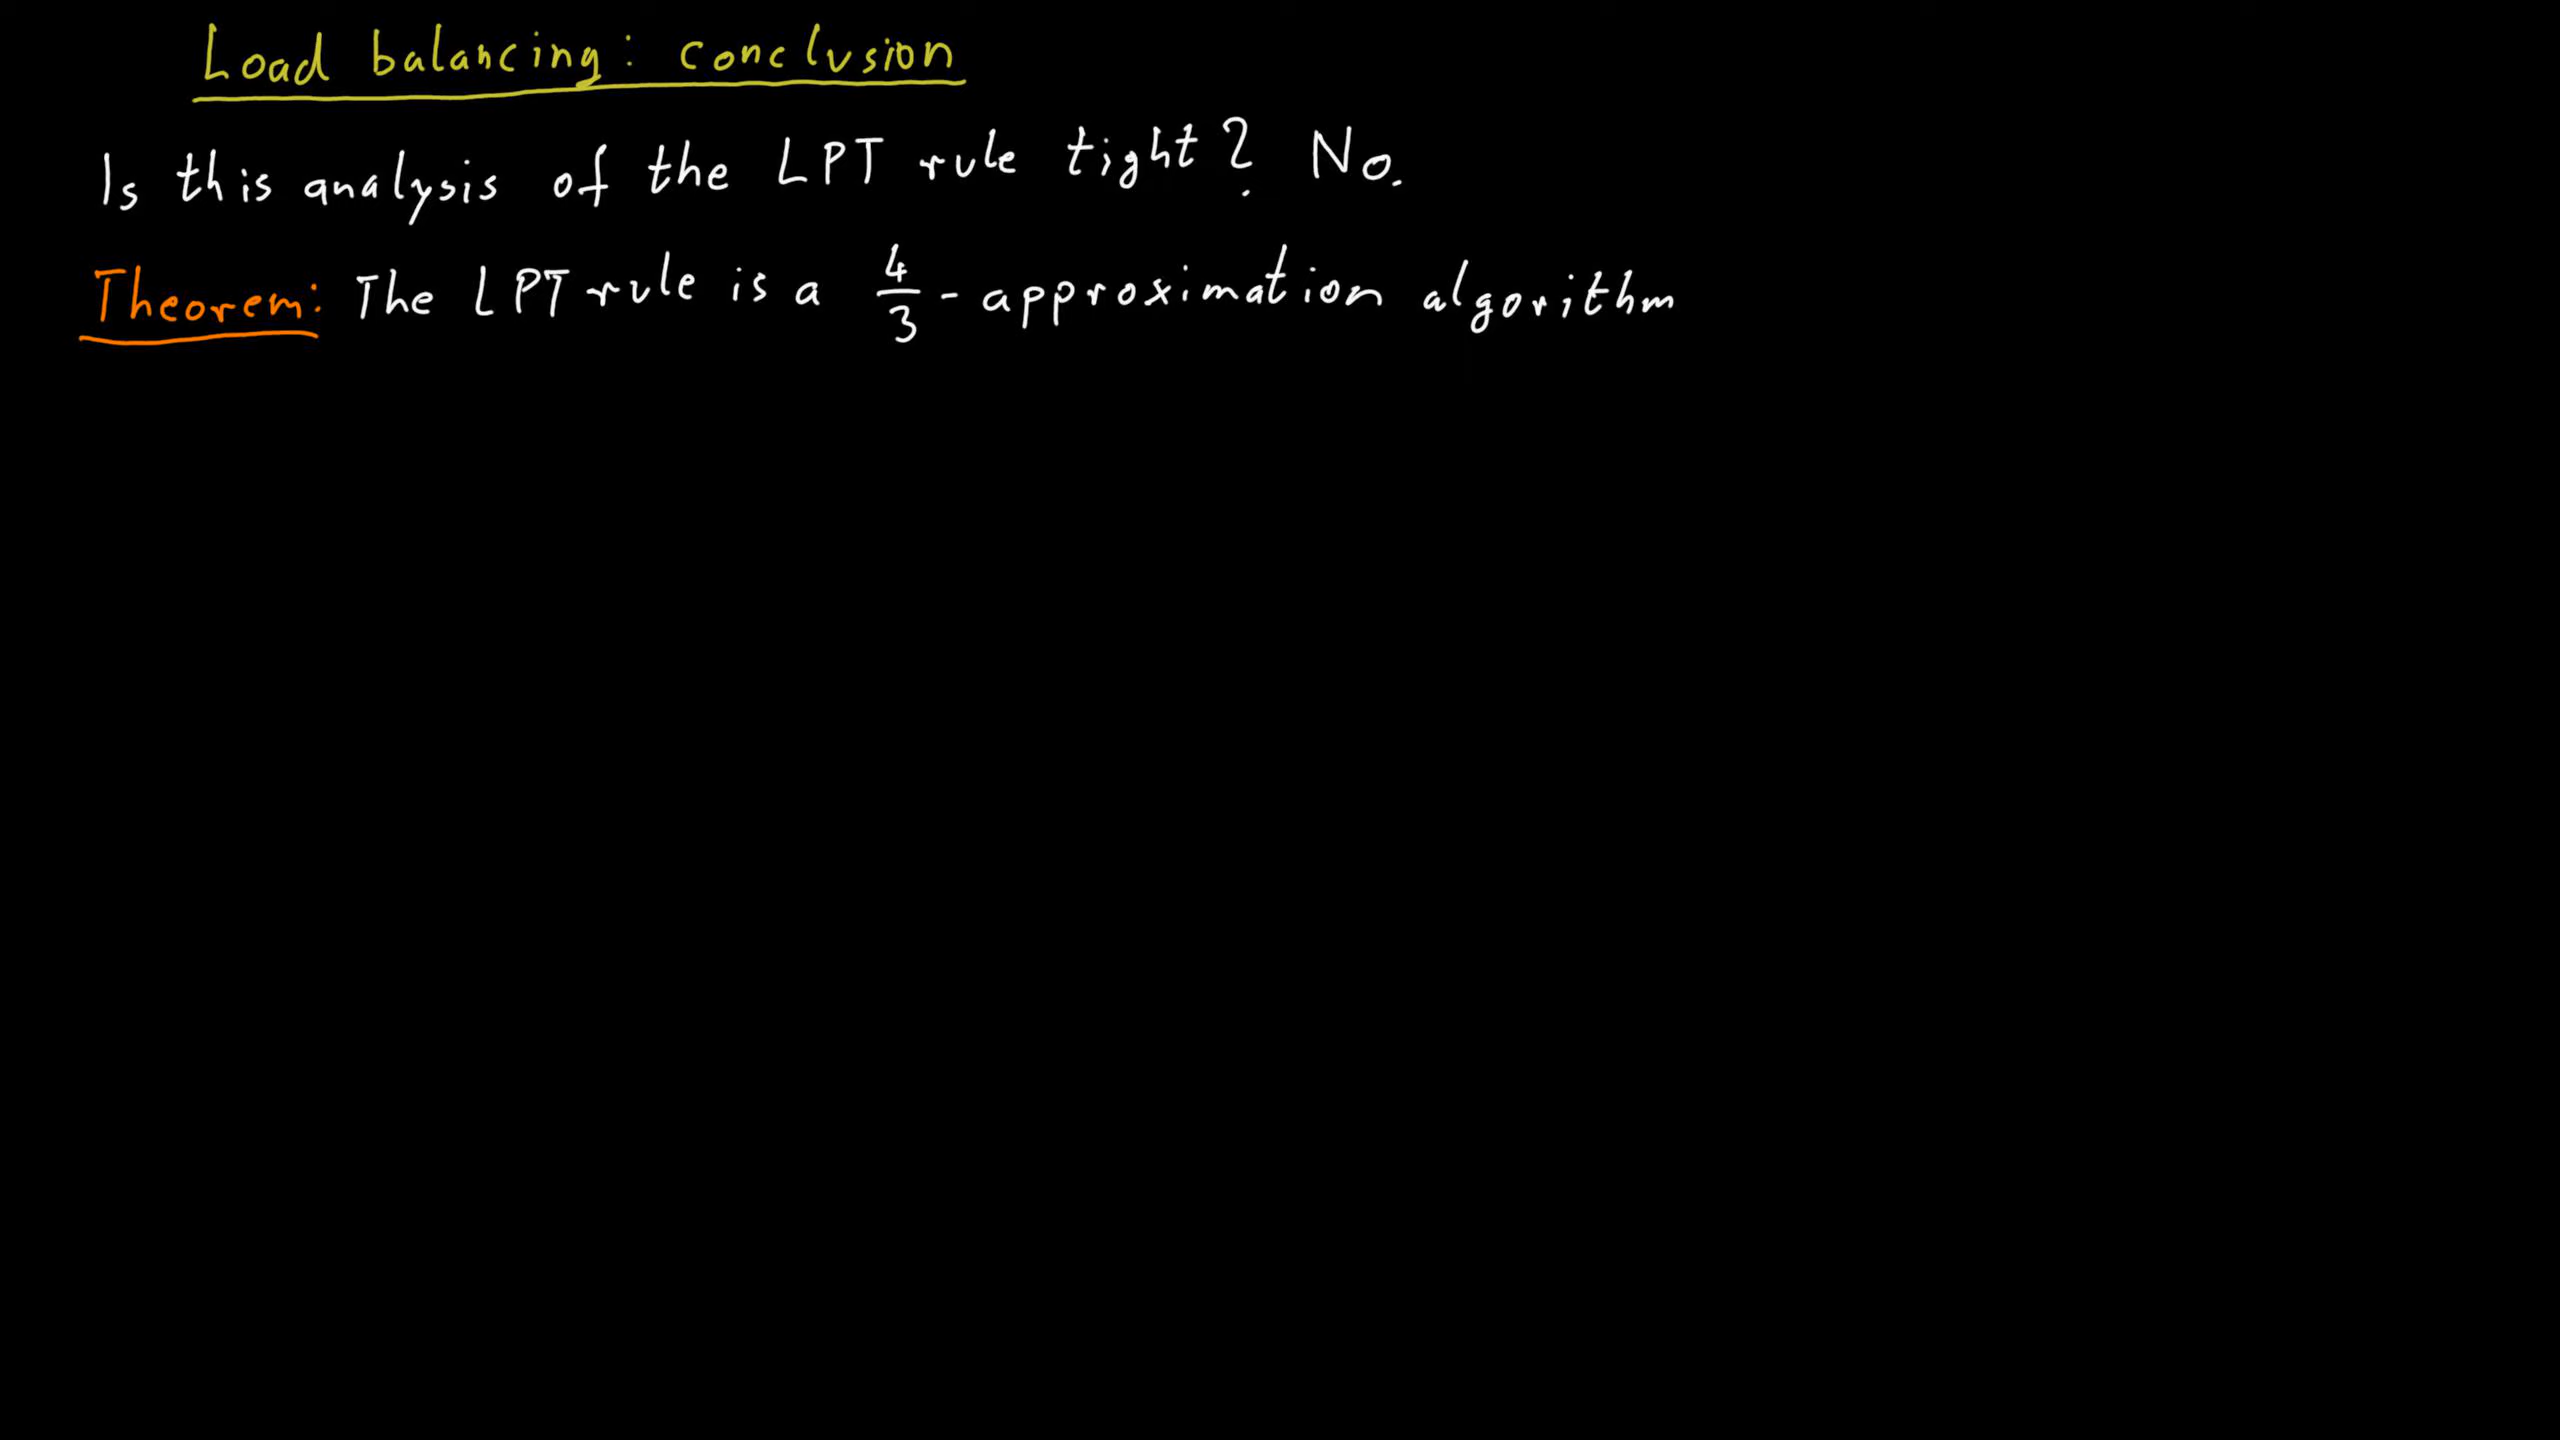 Load balancing: conclusion
Is this analysis of the LPT rule tight? No.
Theorem: The LPT rule is a 4/3-approximation algorithm